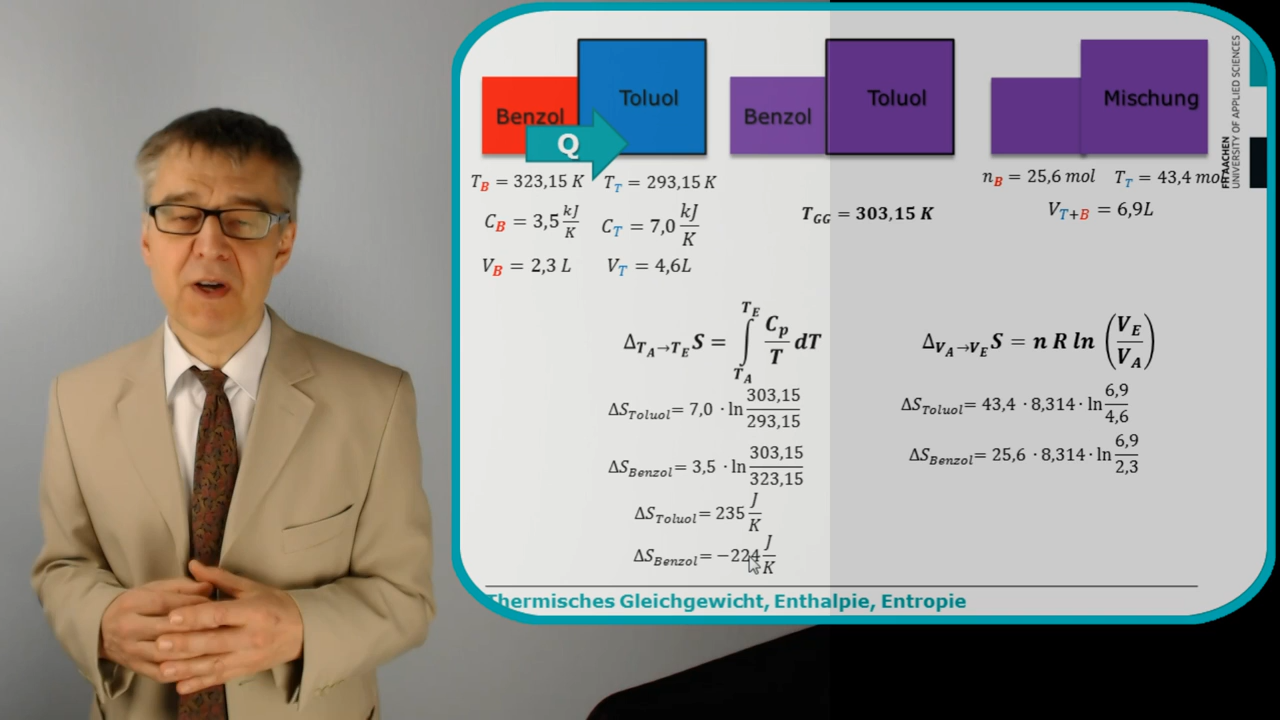 Benzol
Toluol
Q
Benzol
Toluol
Mischung
T_B = 323,15 K
T_T = 293,15 K
C_B = 3,5 kJ/K
C_T = 7,0 kJ/K
V_B = 2,3 L
V_T = 4,6L
T_GG = 303,15 K
n_B = 25,6 mol
T_T = 43,4 mol
V_T+B = 6,9L
Δ_{T_A→T_E} S = ∫_{T_A}^{T_E} C_p/T dT
ΔS_Toluol = 7,0 · ln 303,15/293,15
ΔS_Benzol = 3,5 · ln 303,15/323,15
ΔS_Toluol = 235 J/K
ΔS_Benzol = −224 J/K
Δ_{V_A→V_E} S = n R ln (V_E/V_A)
ΔS_Toluol = 43,4 · 8,314 · ln 6,9/4,6
ΔS_Benzol = 25,6 · 8,314 · ln 6,9/2,3
Thermisches Gleichgewicht, Enthalpie, Entropie
FH AACHEN
UNIVERSITY OF APPLIED SCIENCES